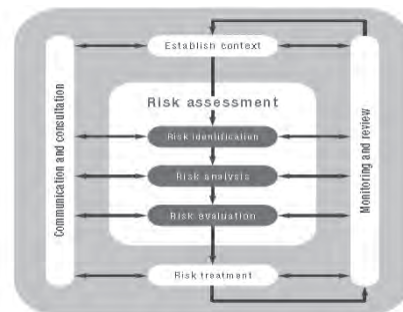 Establish context
Communication and consultation
Risk assessment
Risk identification
Risk analysis
Risk evaluation
Monitoring and review
Risk treatment